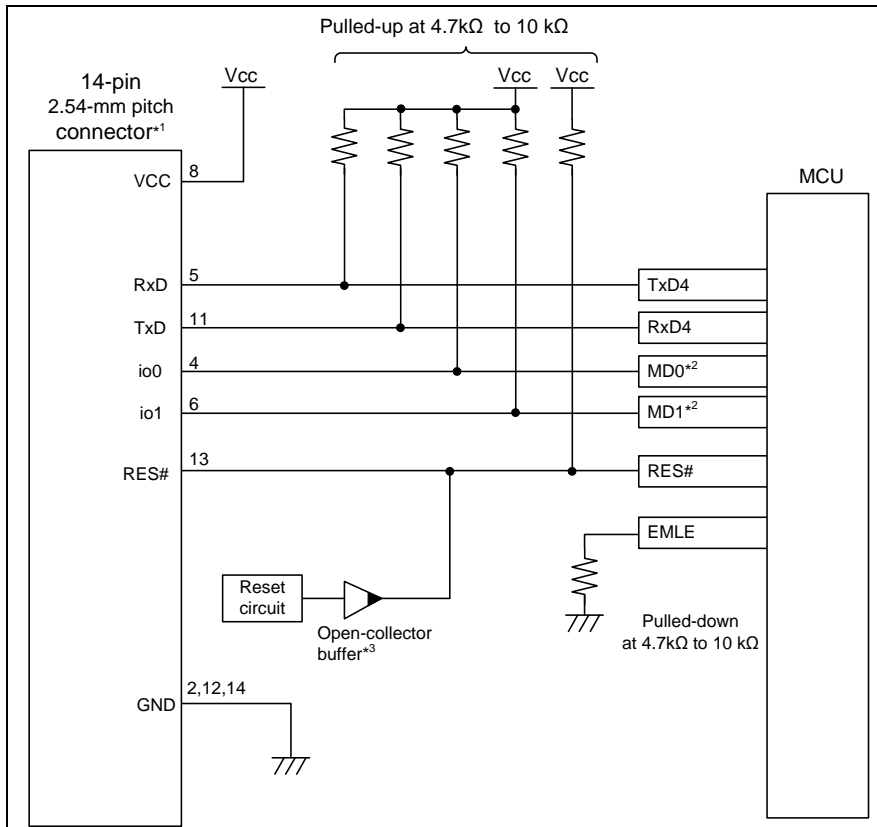 Pulled-up at 4.7kΩ to 10 kΩ
14-pin
2.54-mm pitch
connector*1
Vcc
Vcc
Vcc
MCU
VCC
8
RxD
5
TxD4
TxD
11
RxD4
io0
4
MD0*2
io1
6
MD1*2
RES#
13
RES#
EMLE
Reset
circuit
Open-collector
buffer*3
Pulled-down
at 4.7kΩ to 10 kΩ
GND
2,12,14